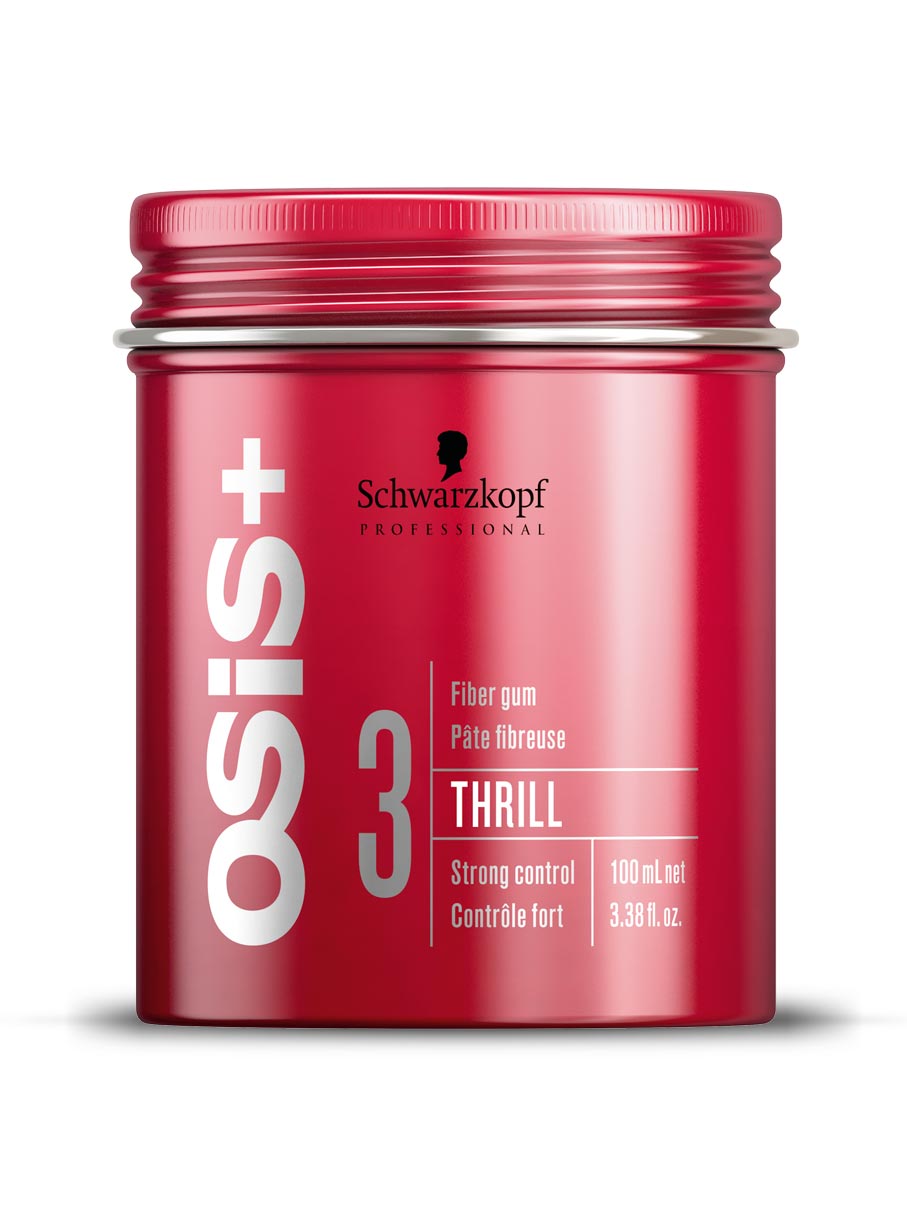 OSiS+
Schwarzkopf
PROFESSIONAL
3
Fiber gum
Pâte fibreuse
THRILL
Strong control
Contrôle fort
100 mL net
3.38 fl. oz.